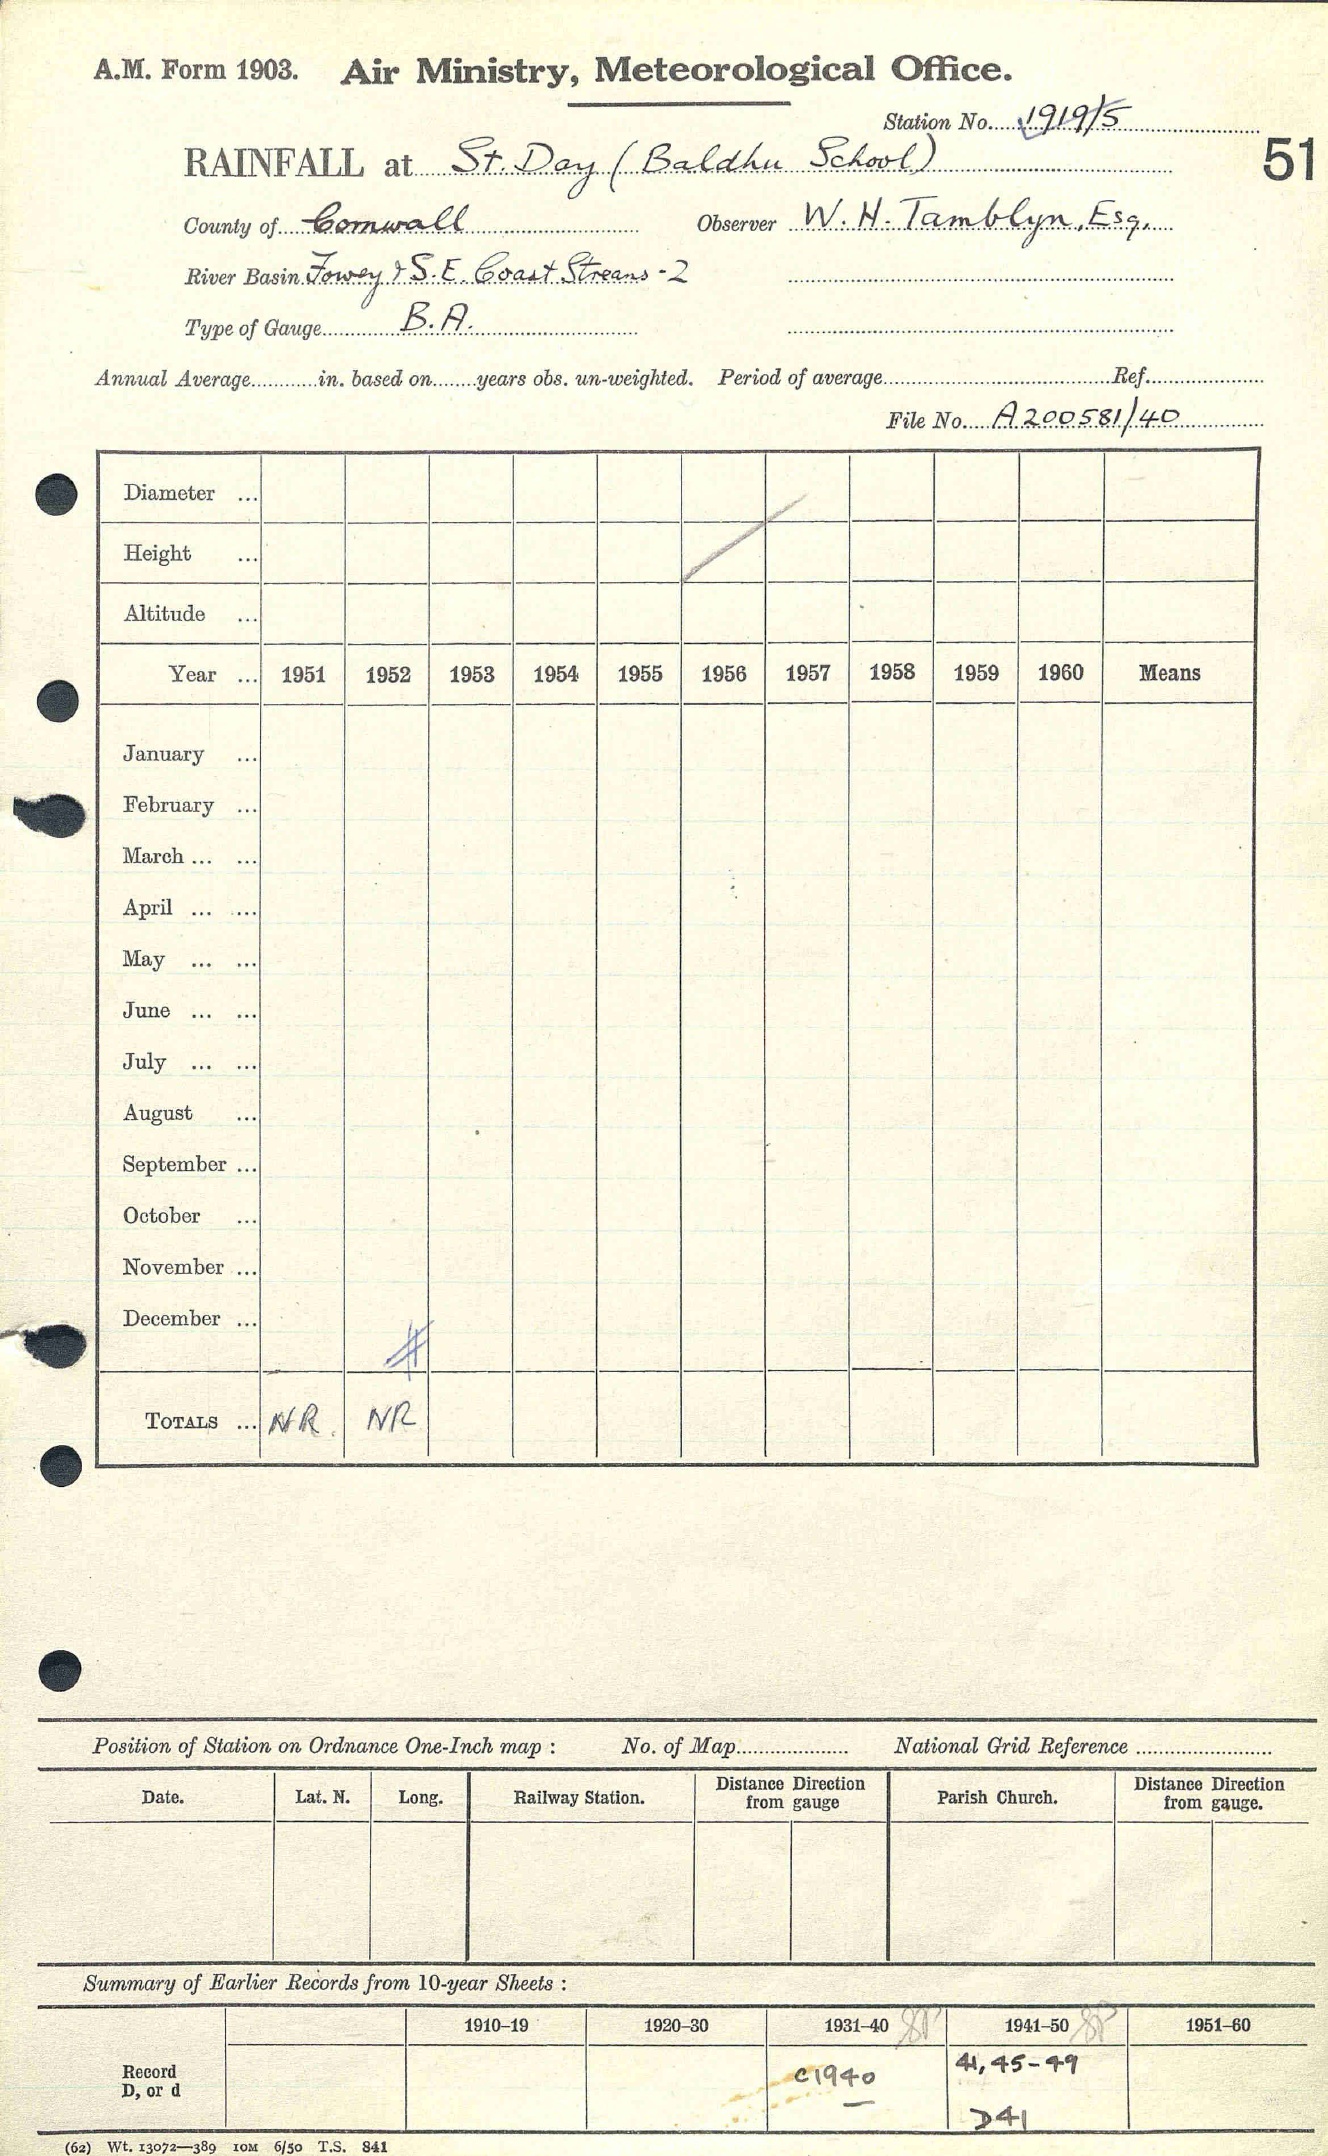 A.M. Form 1903. Air Ministry, Meteorological Office.
Station No. 1919/5
51
RAINFALL at St. Day (Baldhu School)
County of Cornwall Observer W. H. Tamblyn, Esq.
River Basin Fowey & S.E. Coast Streams - 2
Type of Gauge B.A.
Annual Average in. based on years obs. un-weighted. Period of average Ref.
File No. A200581/40
Diameter ...
Height ...
Altitude ...
Year ... 1951 1952 1953 1954 1955 1956 1957 1958 1959 1960 Means
January ...
February ...
March ... ...
April ... ...
May ... ...
June ... ...
July ... ...
August ...
September ...
October ...
November ...
December ...
TOTALS ... NR. NR
Position of Station on Ordnance One-Inch map : No. of Map National Grid Reference
Date. Lat. N. Long. Railway Station. Distance Direction from gauge Parish Church. Distance Direction from gauge.
Summary of Earlier Records from 10-year Sheets :
1910-19 1920-30 1931-40 1941-50 1951-60
Record D, or d c1940 41, 45-49
D41
(62) Wt. 13072—389 10M 6/50 T.S. 841